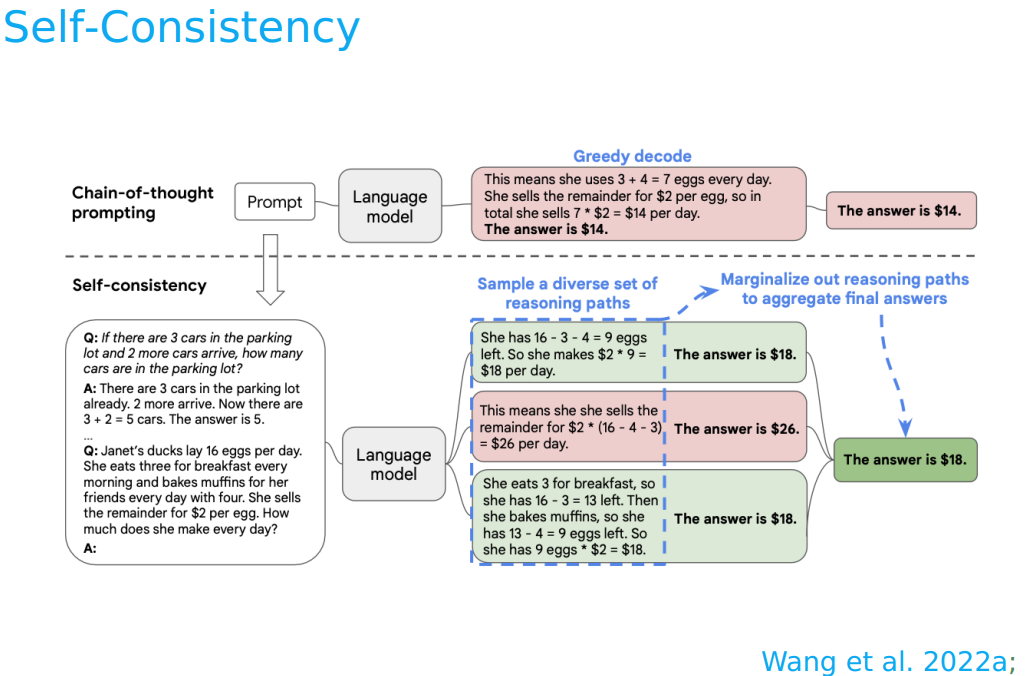 Self-Consistency
Greedy decode
Chain-of-thought
prompting
Prompt
Language
model
This means she uses 3 + 4 = 7 eggs every day.
She sells the remainder for $2 per egg, so in
total she sells 7 * $2 = $14 per day.
The answer is $14.
The answer is $14.
Self-consistency
Sample a diverse set of
reasoning paths
Marginalize out reasoning paths
to aggregate final answers
Q: If there are 3 cars in the parking
lot and 2 more cars arrive, how many
cars are in the parking lot?
A: There are 3 cars in the parking lot
already. 2 more arrive. Now there are
3 + 2 = 5 cars. The answer is 5.
...
Q: Janet's ducks lay 16 eggs per day.
She eats three for breakfast every
morning and bakes muffins for her
friends every day with four. She sells
the remainder for $2 per egg. How
much does she make every day?
A:
Language
model
She has 16 - 3 - 4 = 9 eggs
left. So she makes $2 * 9 =
$18 per day.
The answer is $18.
This means she she sells the
remainder for $2 * (16 - 4 - 3)
= $26 per day.
The answer is $26.
She eats 3 for breakfast, so
she has 16 - 3 = 13 left. Then
she bakes muffins, so she
has 13 - 4 = 9 eggs left. So
she has 9 eggs * $2 = $18.
The answer is $18.
The answer is $18.
Wang et al. 2022a;